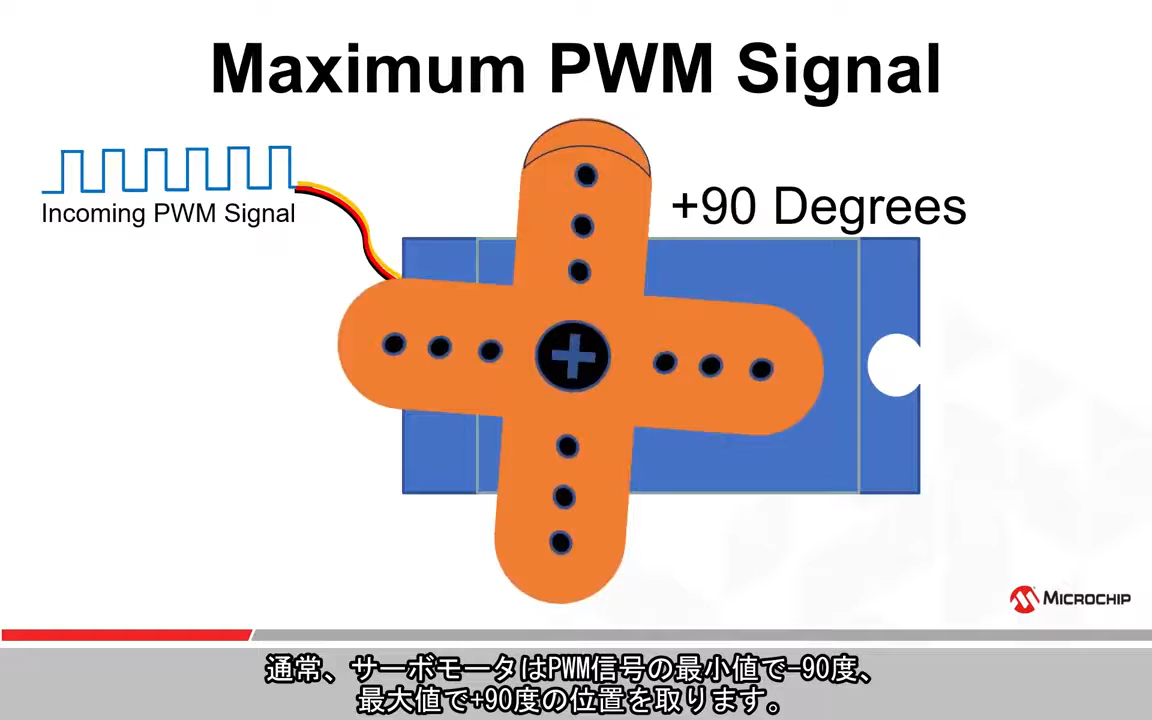 Maximum PWM Signal
Incoming PWM Signal
+90 Degrees
MICROCHIP
通常、サーボモータはPWM信号の最小値で-90度、
最大値で+90度の位置を取ります。